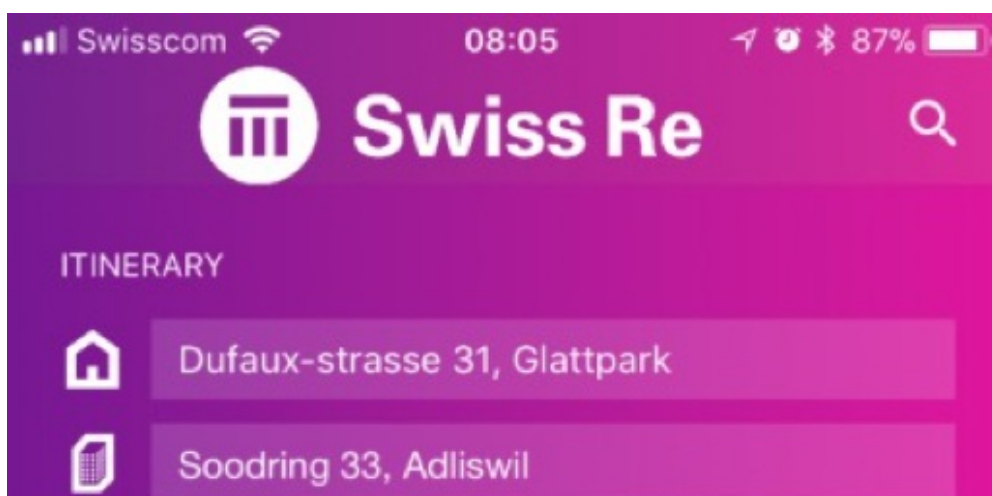 Swisscom 08:05 87%
Swiss Re
ITINERARY
Dufaux-strasse 31, Glattpark
Soodring 33, Adliswil